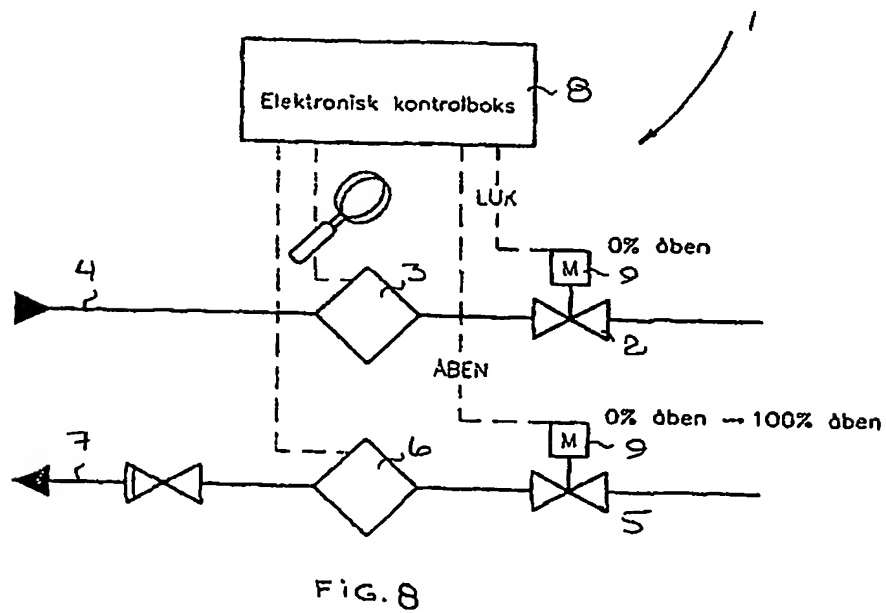 1
Elektronisk kontrolboks
8
LUK
0% åben
M
9
4
3
2
ÅBEN
0% åben → 100% åben
M
9
7
6
5
FIG. 8